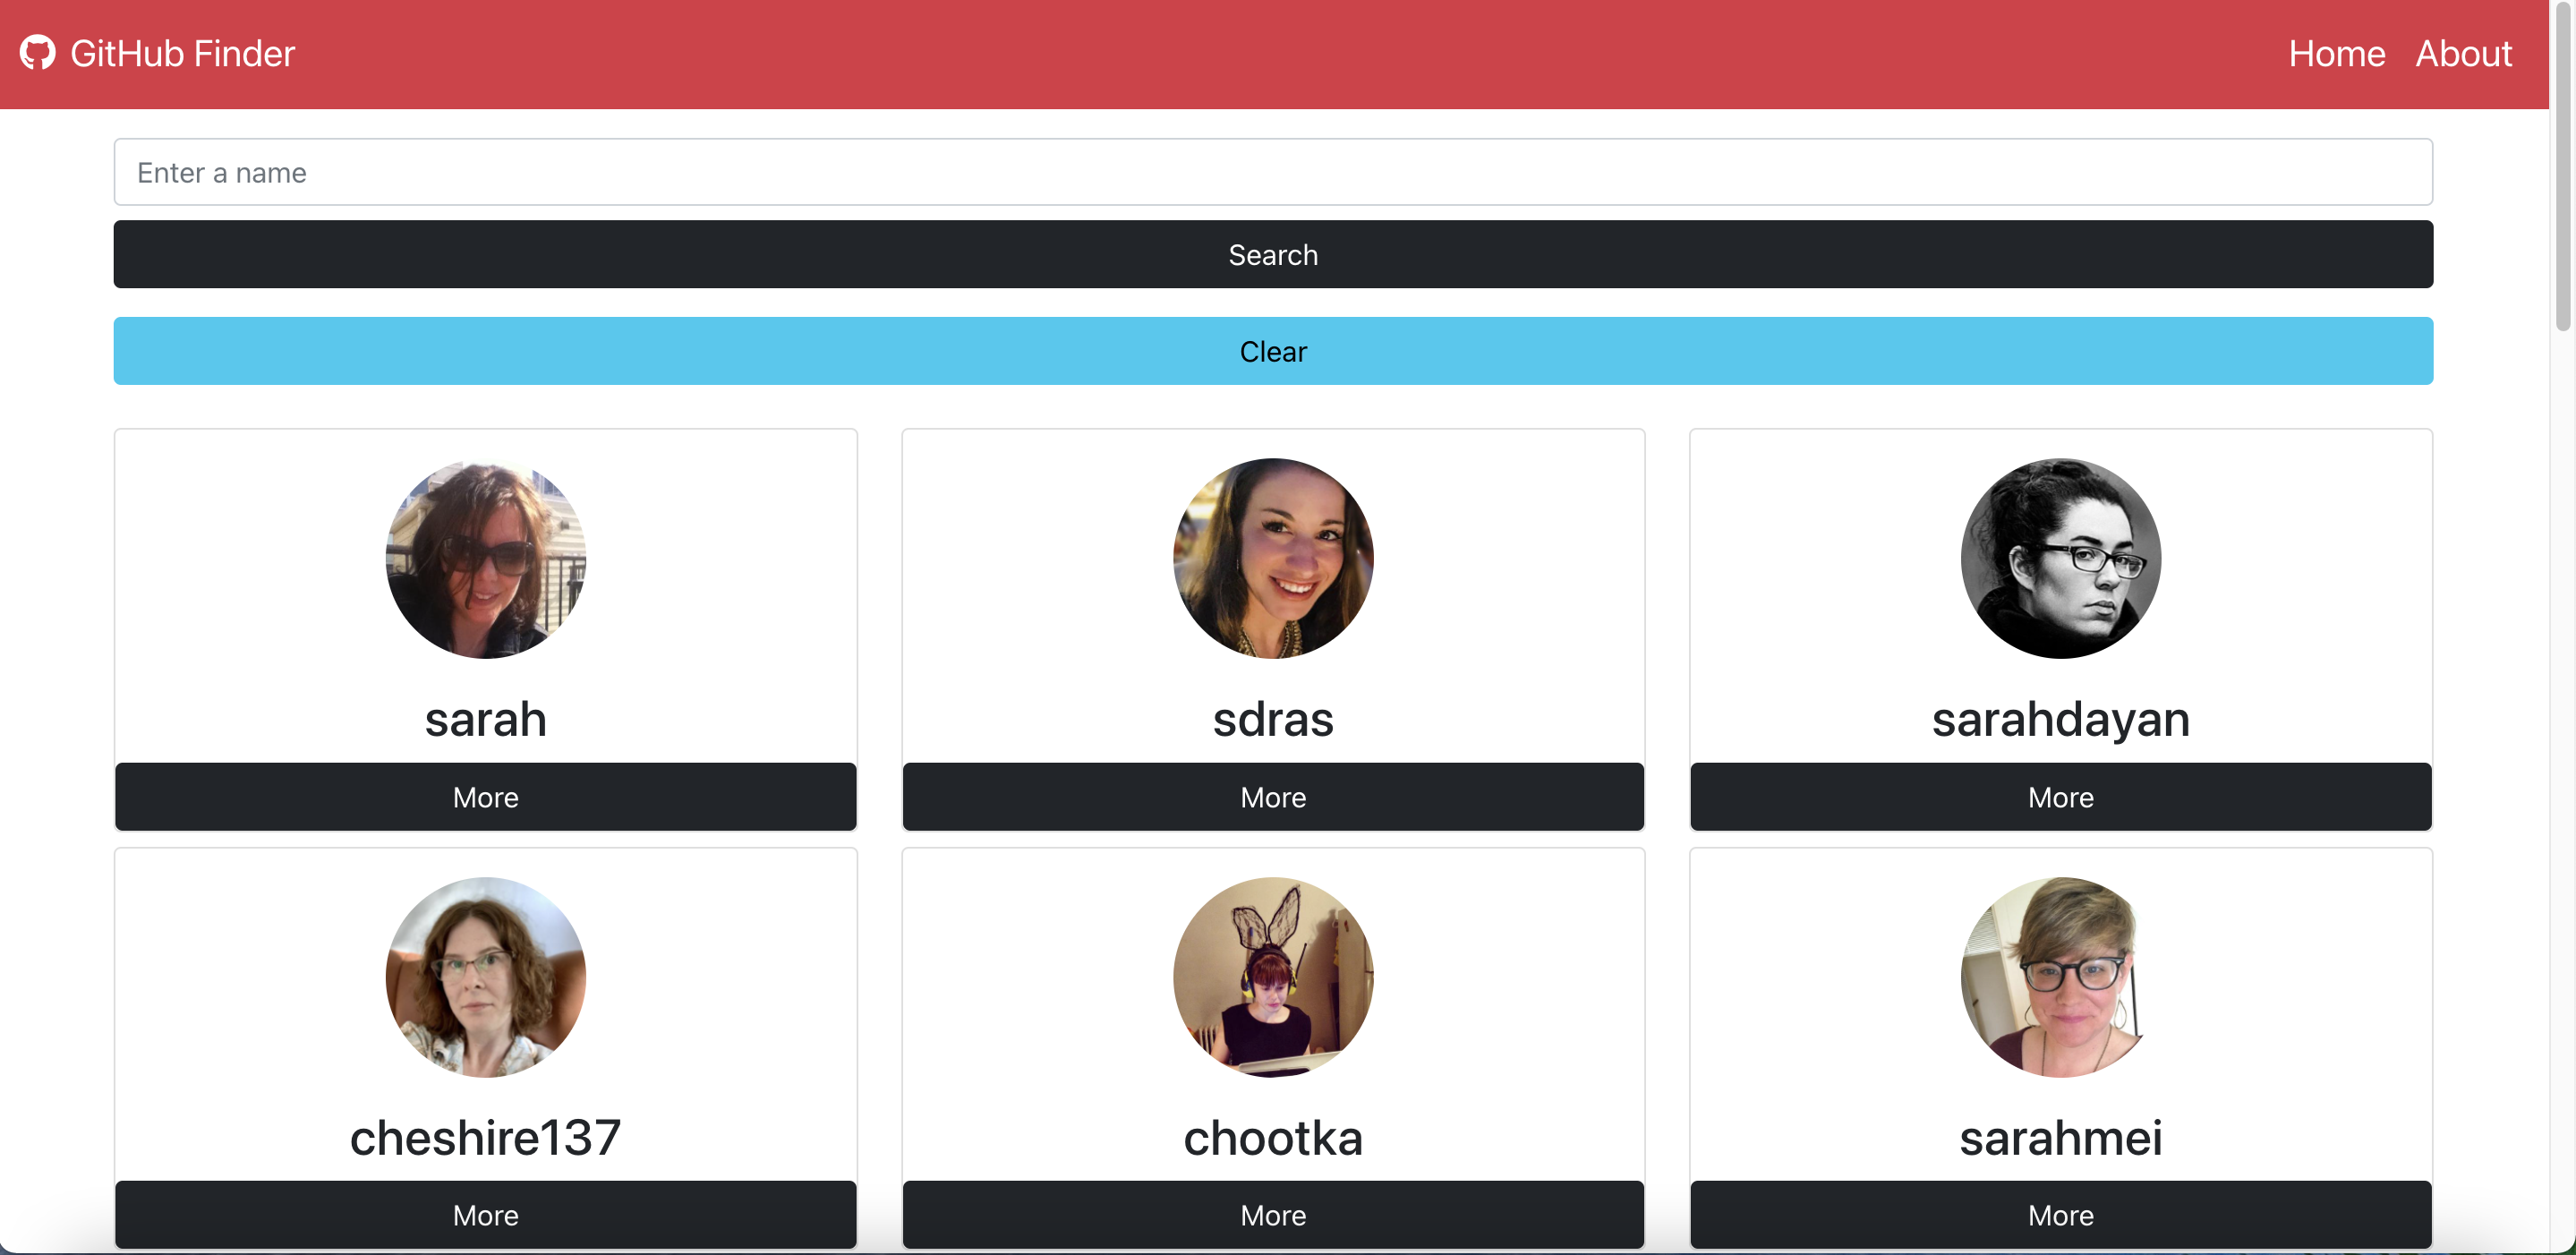 GitHub Finder
Home About
Enter a name
Search
Clear
sarah
More
sdras
More
sarahdayan
More
cheshire137
More
chootka
More
sarahmei
More